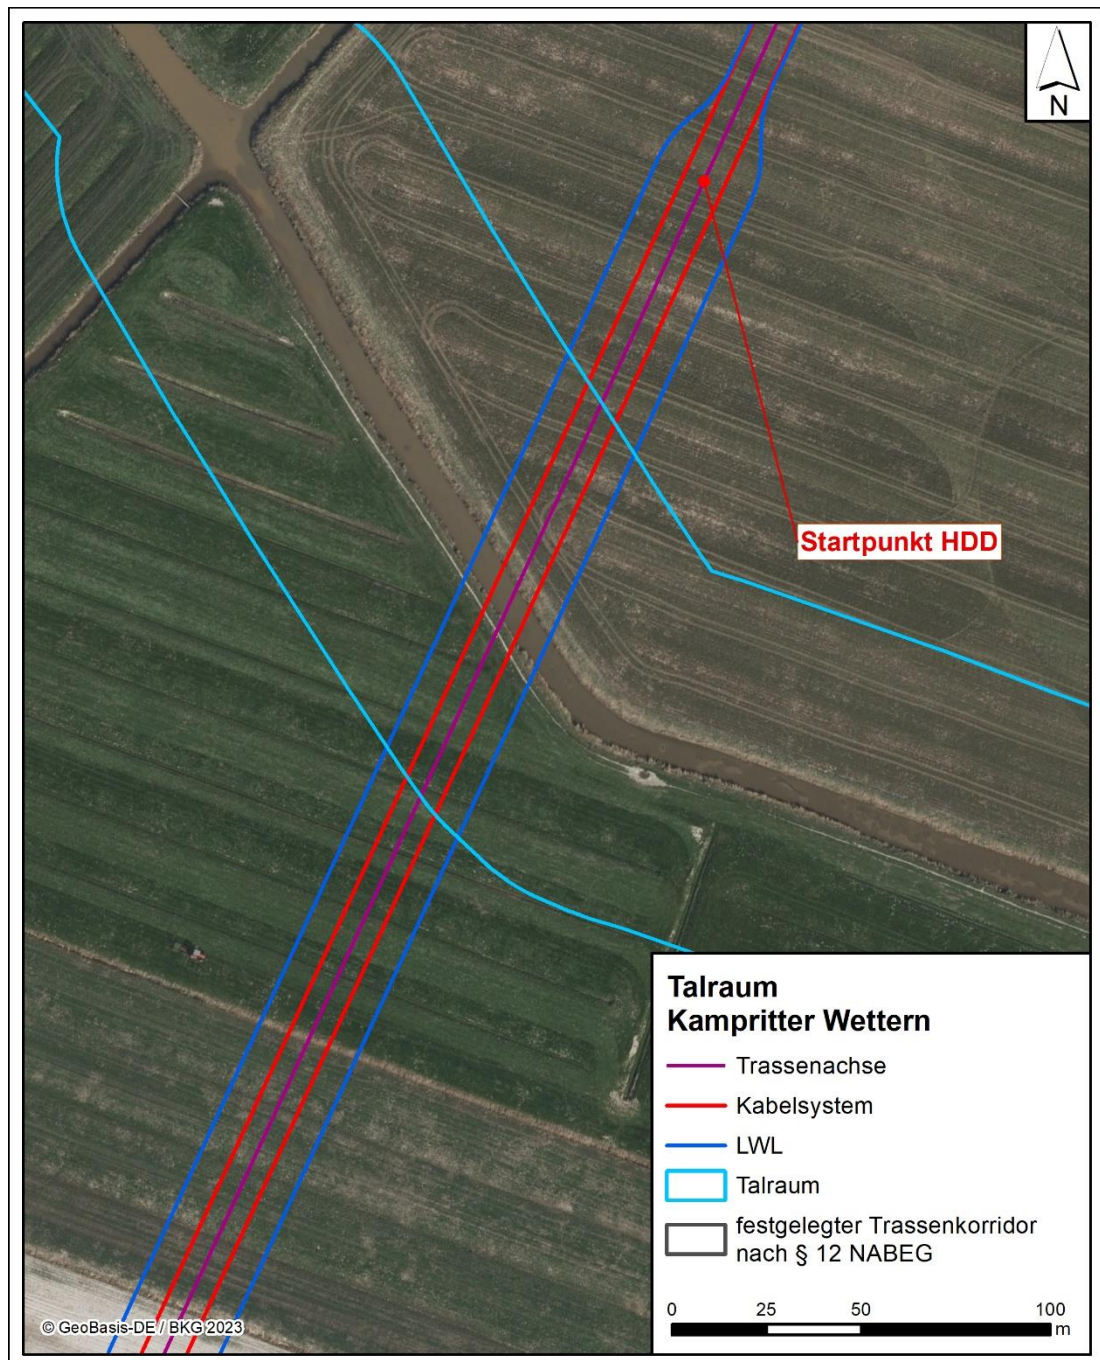 N
Startpunkt HDD
Talraum
Kampritter Wettern
Trassenachse
Kabelsystem
LWL
Talraum
festgelegter Trassenkorridor
nach § 12 NABEG
0 25 50 100
m
© GeoBasis-DE / BKG 2023